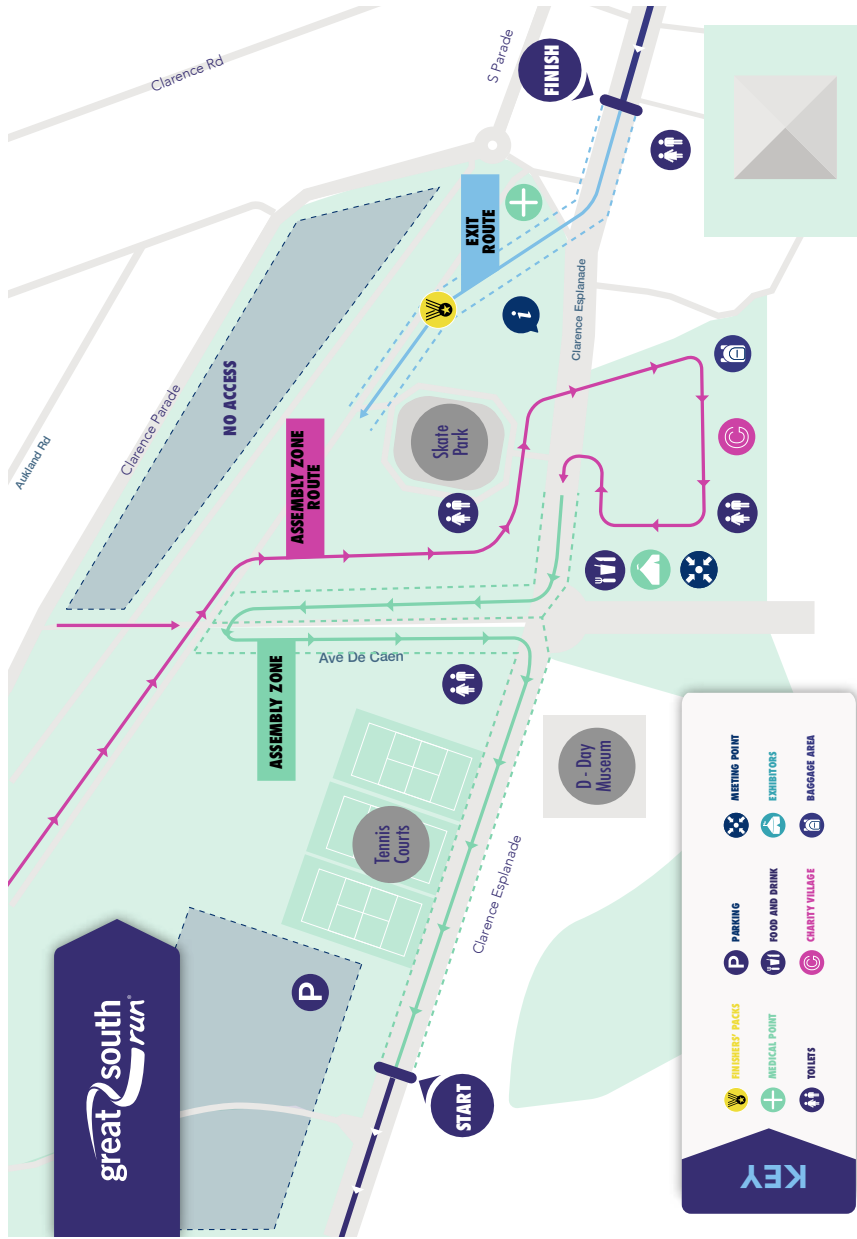 great south
run®
START
P
Tennis
Courts
Clarence Esplanade
D - Day
Museum
ASSEMBLY ZONE
Ave De Caen
ASSEMBLY ZONE
ROUTE
Skate
Park
NO ACCESS
Aukland Rd
Clarence Parade
Clarence Rd
S Parade
EXIT
ROUTE
i
Clarence Esplanade
C
FINISH
KEY
FINISHERS' PACKS
MEDICAL POINT
TOILETS
P
PARKING
FOOD AND DRINK
C
CHARITY VILLAGE
MEETING POINT
EXHIBITORS
BAGGAGE AREA